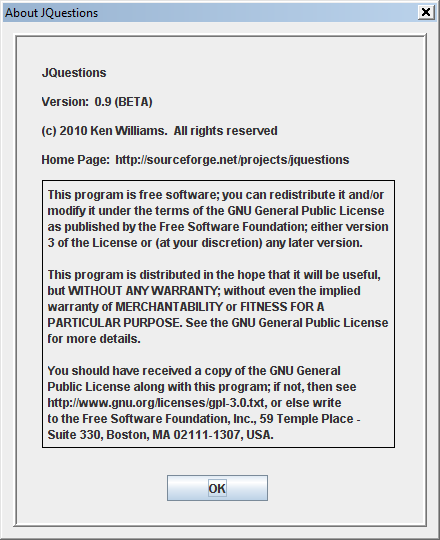 About JQuestions
JQuestions
Version:  0.9 (BETA)
(c) 2010 Ken Williams.  All rights reserved
Home Page:  http://sourceforge.net/projects/jquestions
This program is free software; you can redistribute it and/or
modify it under the terms of the GNU General Public License
as published by the Free Software Foundation; either version
3 of the License or (at your discretion) any later version.
This program is distributed in the hope that it will be useful,
but WITHOUT ANY WARRANTY; without even the implied
warranty of MERCHANTABILITY or FITNESS FOR A
PARTICULAR PURPOSE. See the GNU General Public License
for more details.
You should have received a copy of the GNU General
Public License along with this program; if not, then see
http://www.gnu.org/licenses/gpl-3.0.txt, or else write
to the Free Software Foundation, Inc., 59 Temple Place -
Suite 330, Boston, MA 02111-1307, USA.
OK